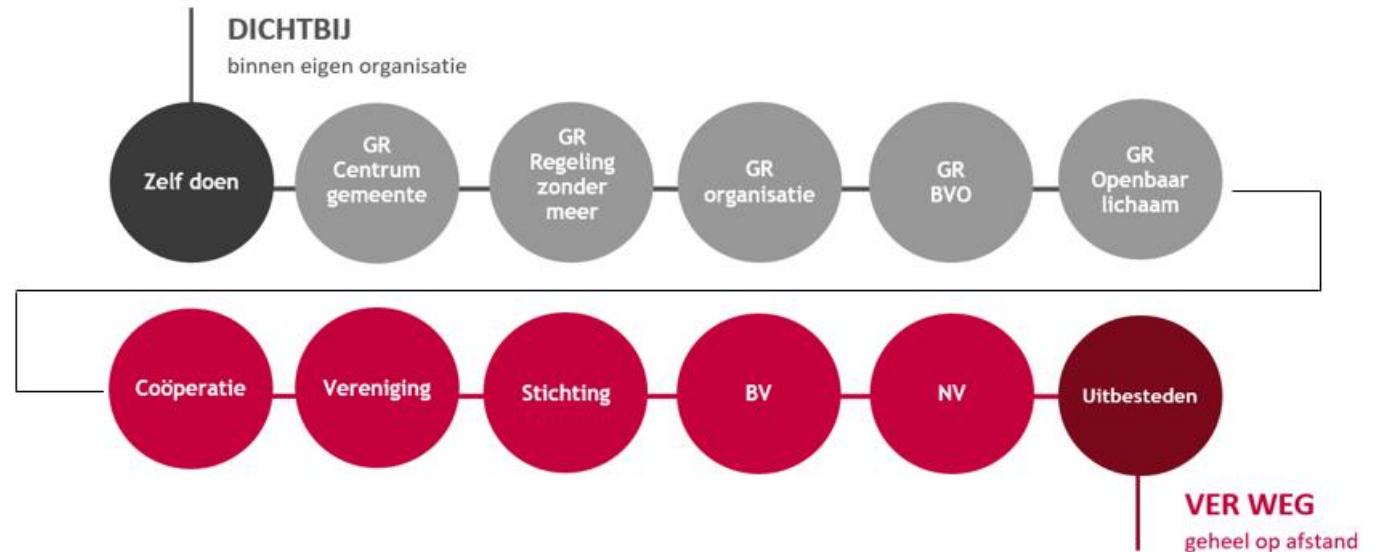 DICHTBIJ
binnen eigen organisatie
Zelf doen
GR
Centrum
gemeente
GR
Regeling
zonder
meer
GR
organisatie
GR
BVO
GR
Openbaar
lichaam
Coöperatie
Vereniging
Stichting
BV
NV
Uitbesteden
VER WEG
geheel op afstand